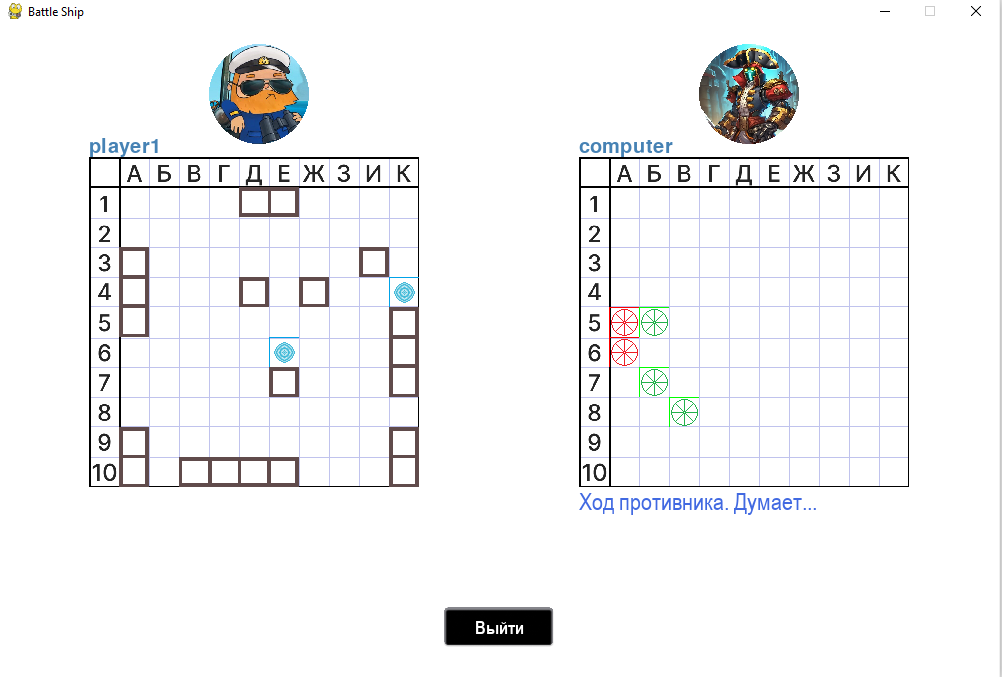 Battle Ship
player1
computer
А Б В Г Д Е Ж З И К
1
2
3
4
5
6
7
8
9
10
А Б В Г Д Е Ж З И К
1
2
3
4
5
6
7
8
9
10
Ход противника. Думает...
Выйти